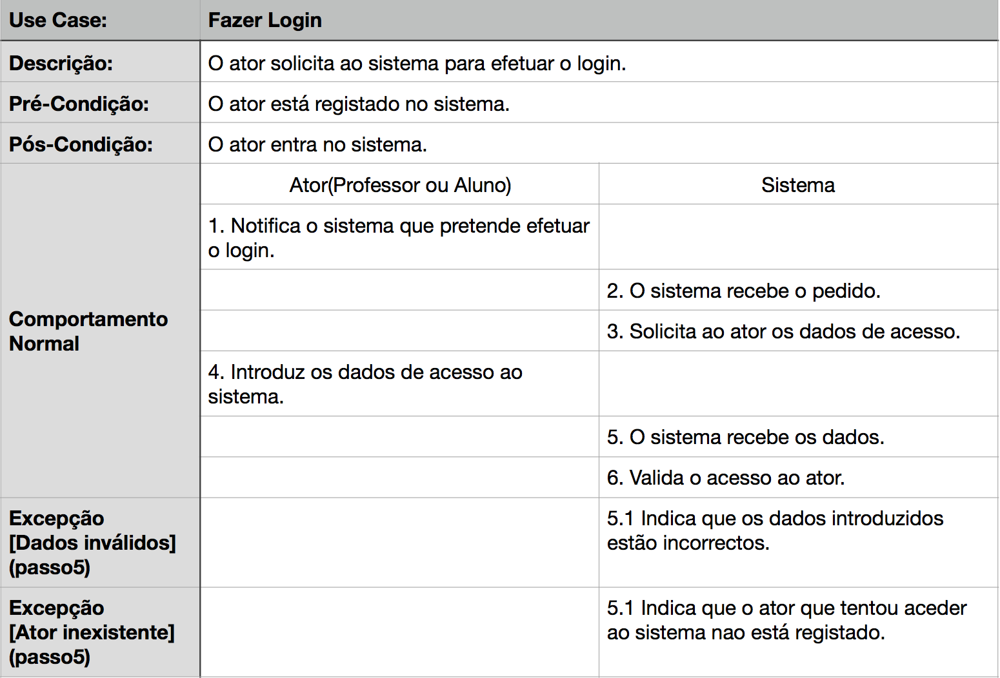 Use Case:
Fazer Login
Descrição:
O ator solicita ao sistema para efetuar o login.
Pré-Condição:
O ator está registado no sistema.
Pós-Condição:
O ator entra no sistema.
Comportamento
Normal
Ator(Professor ou Aluno)
Sistema
1. Notifica o sistema que pretende efetuar
o login.
2. O sistema recebe o pedido.
3. Solicita ao ator os dados de acesso.
4. Introduz os dados de acesso ao
sistema.
5. O sistema recebe os dados.
6. Valida o acesso ao ator.
Excepção
[Dados inválidos]
(passo5)
5.1 Indica que os dados introduzidos
estão incorrectos.
Excepção
[Ator inexistente]
(passo5)
5.1 Indica que o ator que tentou aceder
ao sistema nao está registado.